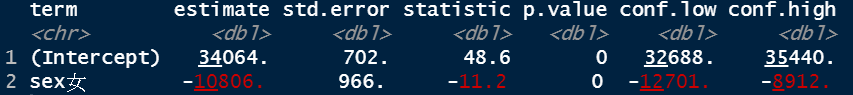 term estimate std.error statistic p.value conf.low conf.high
<chr> <dbl> <dbl> <dbl> <dbl> <dbl> <dbl>
1 (Intercept) 34064. 702. 48.6 0 32688. 35440.
2 sex女 -10806. 966. -11.2 0 -12701. -8912.